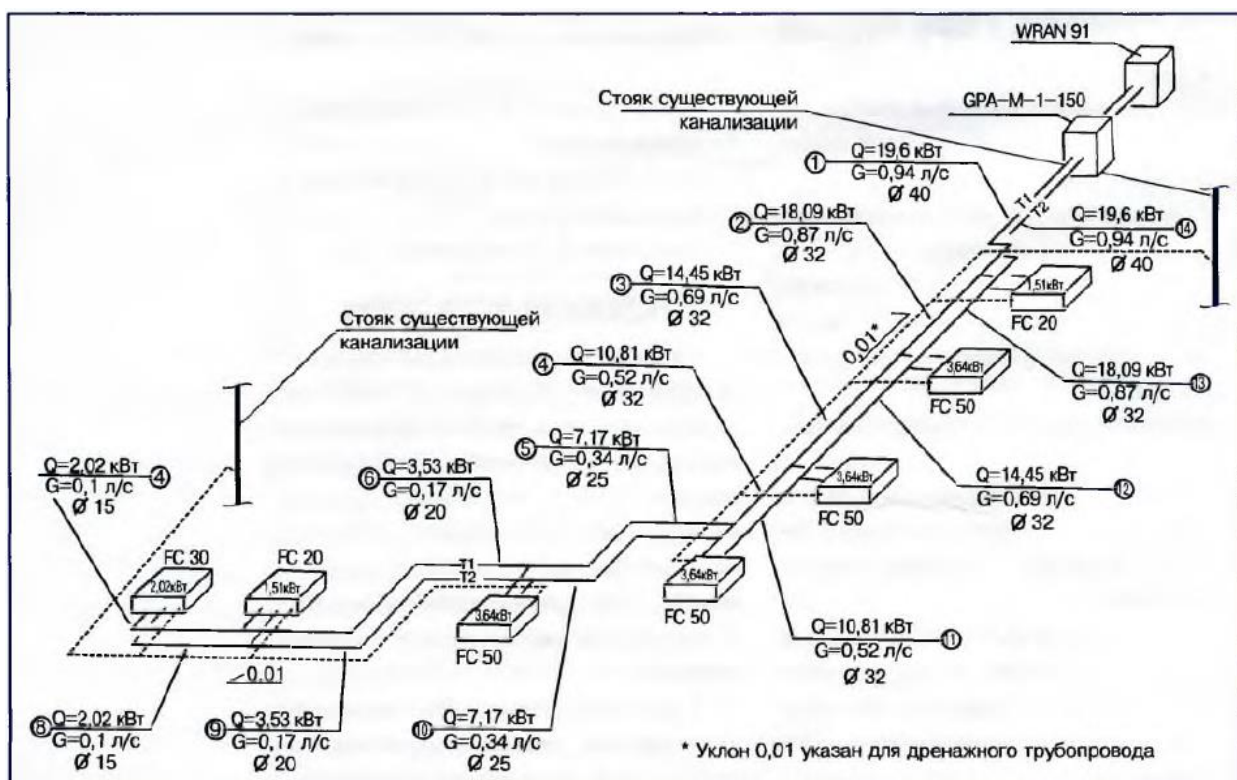 WRAN 91
GPA-M-1-150
Стояк существующей
канализации
① Q=19,6 кВт
G=0,94 л/с
Ø 40
T1
T2
② Q=18,09 кВт
G=0,87 л/с
Ø 32
Q=19,6 кВт ⑭
G=0,94 л/с
Ø 40
③ Q=14,45 кВт
G=0,69 л/с
Ø 32
1,51кВт
FC 20
Стояк существующей
канализации
0,01*
④ Q=10,81 кВт
G=0,52 л/с
Ø 32
3,64кВт
FC 50
Q=18,09 кВт ⑬
G=0,87 л/с
Ø 32
⑤ Q=7,17 кВт
G=0,34 л/с
Ø 25
Q=2,02 кВт ④
G=0,1 л/с
Ø 15
⑥ Q=3,53 кВт
G=0,17 л/с
Ø 20
3,64кВт
FC 50
Q=14,45 кВт ⑫
G=0,69 л/с
Ø 32
FC 30
2,02кВт
FC 20
1,51кВт
T1
T2
3,64кВт
FC 50
3,64кВт
FC 50
Q=10,81 кВт ⑪
G=0,52 л/с
Ø 32
0.01
⑧ Q=2,02 кВт
G=0,1 л/с
Ø 15
⑨ Q=3,53 кВт
G=0,17 л/с
Ø 20
⑩ Q=7,17 кВт
G=0,34 л/с
Ø 25
* Уклон 0,01 указан для дренажного трубопровода